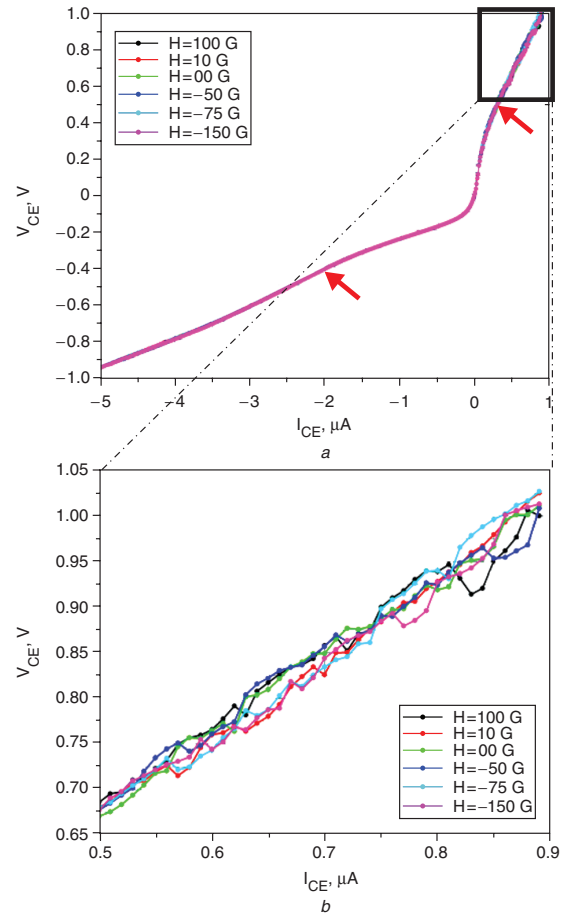 1.0
0.8
0.6
0.4
0.2
0
−0.2
−0.4
−0.6
−0.8
−1.0
V_CE, V
H=100 G
H=10 G
H=00 G
H=−50 G
H=−75 G
H=−150 G
−5 −4 −3 −2 −1 0 1
I_CE, μA
a
1.05
1.00
0.95
0.90
0.85
0.80
0.75
0.70
0.65
V_CE, V
H=100 G
H=10 G
H=00 G
H=−50 G
H=−75 G
H=−150 G
0.5 0.6 0.7 0.8 0.9
I_CE, μA
b